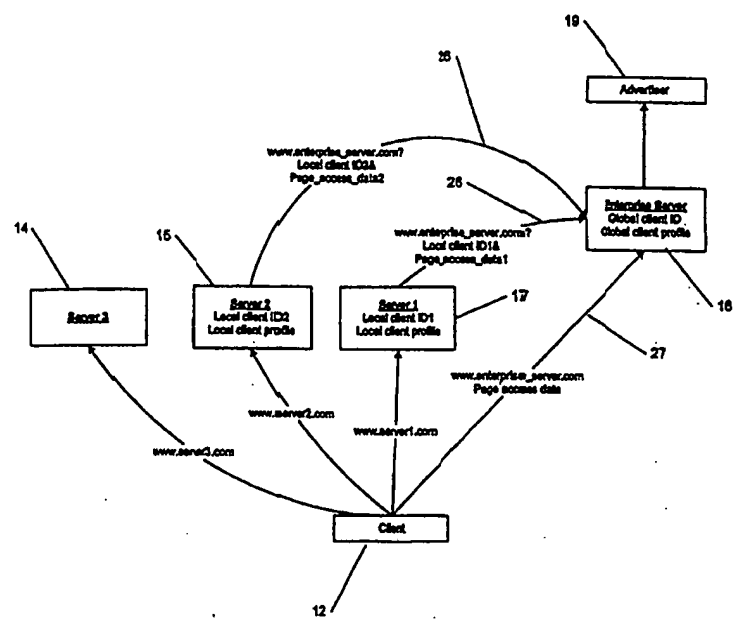 19
Advertiser
26
www.enterprise_server.com?
Local client ID2&
Page_access_data2
26
Enterprise Server
Global client ID
Global client profile
14
15
www.enteprise_server.com?
Local client ID1&
Page_access_data1
Server 3
Server 2
Local client ID2
Local client profile
Server 1
Local client ID1
Local client profile
17
16
27
www.enterpriser_server.com
Page access data
www.server2.com
www.server1.com
www.server3.com
Client
12